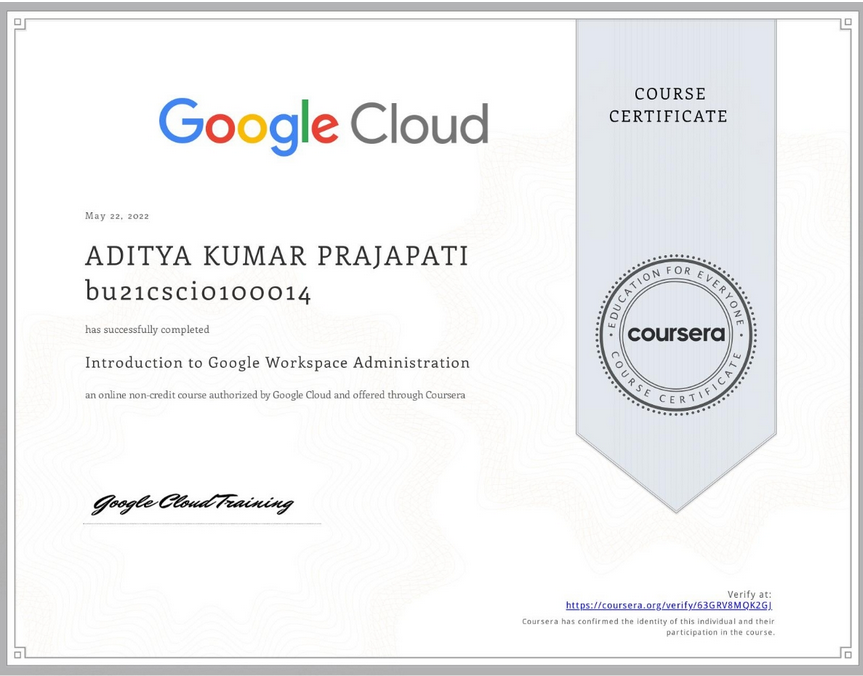 Google Cloud
COURSE
CERTIFICATE
May 22, 2022
ADITYA KUMAR PRAJAPATI
bu21csci0100014
has successfully completed
Introduction to Google Workspace Administration
an online non-credit course authorized by Google Cloud and offered through Coursera
EDUCATION FOR EVERYONE
coursera
COURSE CERTIFICATE
Google Cloud Training
Verify at:
https://coursera.org/verify/63GRV8MQK2GJ
Coursera has confirmed the identity of this individual and their
participation in the course.